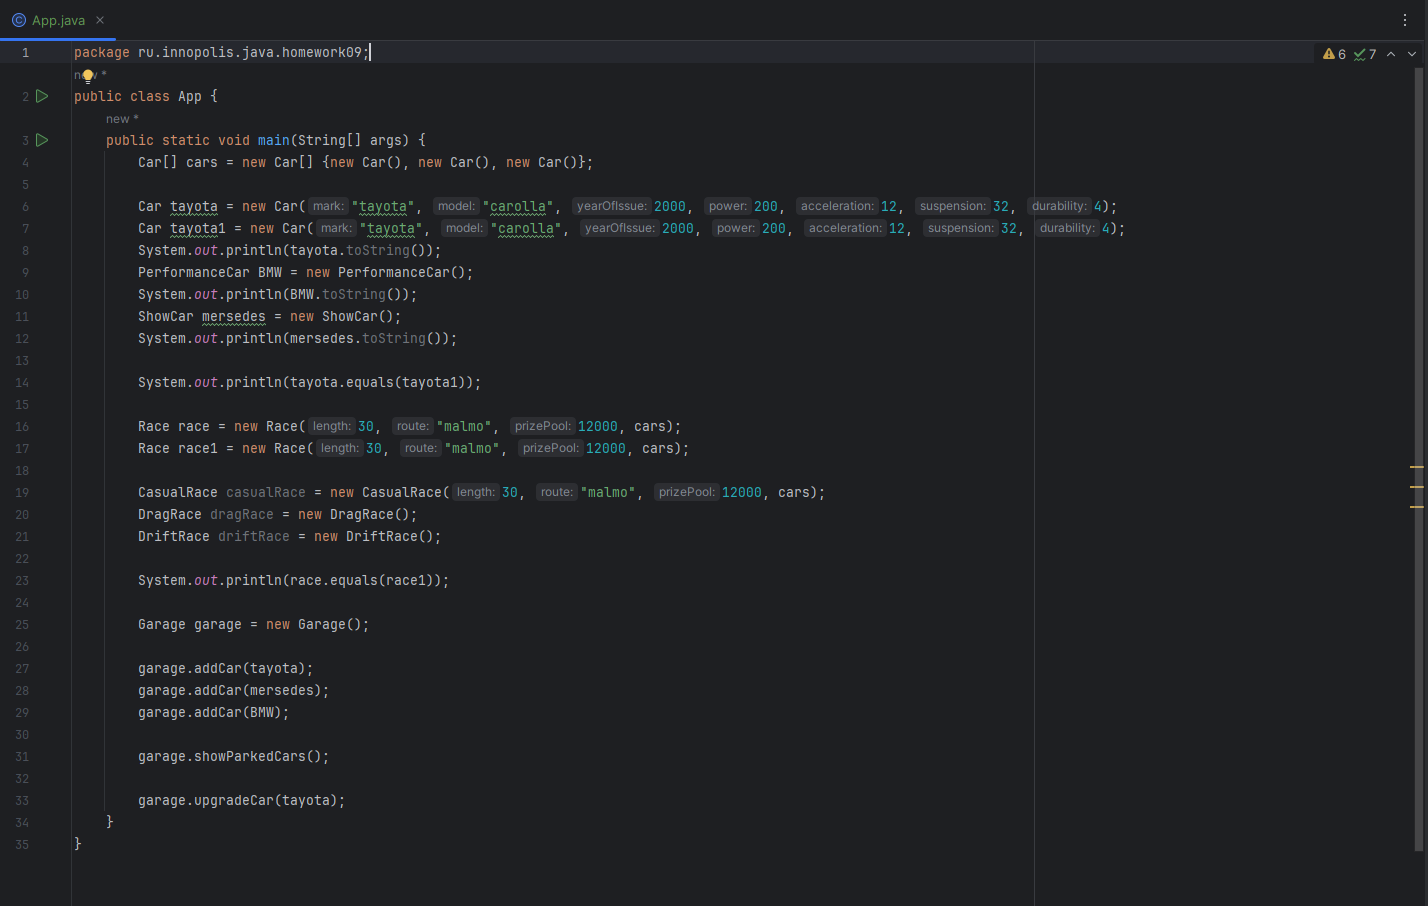 App.java
6 7
1 package ru.innopolis.java.homework09;
new *
2 public class App {
new *
3 public static void main(String[] args) {
4 Car[] cars = new Car[] {new Car(), new Car(), new Car()};
5
6 Car tayota = new Car( mark: "tayota", model: "carolla", yearOfIssue: 2000, power: 200, acceleration: 12, suspension: 32, durability: 4);
7 Car tayota1 = new Car( mark: "tayota", model: "carolla", yearOfIssue: 2000, power: 200, acceleration: 12, suspension: 32, durability: 4);
8 System.out.println(tayota.toString());
9 PerformanceCar BMW = new PerformanceCar();
10 System.out.println(BMW.toString());
11 ShowCar mersedes = new ShowCar();
12 System.out.println(mersedes.toString());
13
14 System.out.println(tayota.equals(tayota1));
15
16 Race race = new Race( length: 30, route: "malmo", prizePool: 12000, cars);
17 Race race1 = new Race( length: 30, route: "malmo", prizePool: 12000, cars);
18
19 CasualRace casualRace = new CasualRace( length: 30, route: "malmo", prizePool: 12000, cars);
20 DragRace dragRace = new DragRace();
21 DriftRace driftRace = new DriftRace();
22
23 System.out.println(race.equals(race1));
24
25 Garage garage = new Garage();
26
27 garage.addCar(tayota);
28 garage.addCar(mersedes);
29 garage.addCar(BMW);
30
31 garage.showParkedCars();
32
33 garage.upgradeCar(tayota);
34 }
35 }